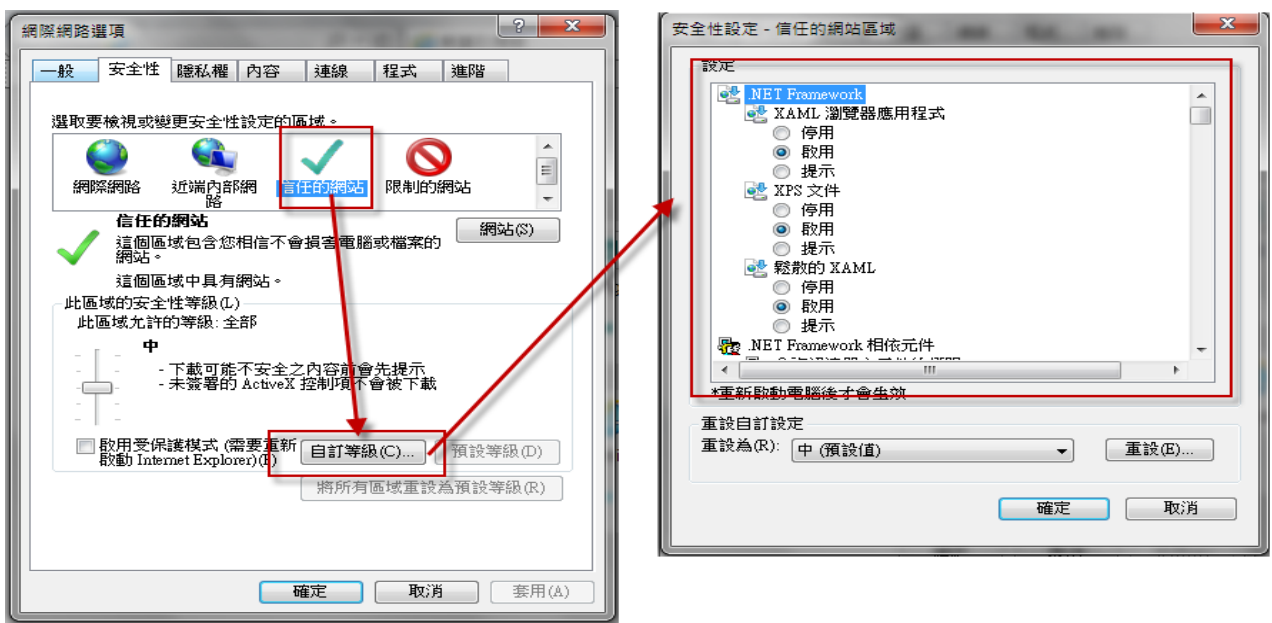 網際網路選項
一般
安全性
隱私權
內容
連線
程式
進階
選取要檢視或變更安全性設定的區域。
網際網路
近端內部網
路
信任的網站
限制的網站
信任的網站
這個區域包含您相信不會損害電腦或檔案的
網站。
網站(S)
這個區域中具有網站。
此區域的安全性等級(L)
此區域允許的等級: 全部
中
- 下載可能不安全之內容前會先提示
- 未簽署的 ActiveX 控制項不會被下載
啟用受保護模式 (需要重新
啟動 Internet Explorer)(P)
自訂等級(C)...
預設等級(D)
將所有區域重設為預設等級(R)
確定
取消
套用(A)
安全性設定 - 信任的網站區域
設定
.NET Framework
XAML 瀏覽器應用程式
停用
啟用
提示
XPS 文件
停用
啟用
提示
鬆散的 XAML
停用
啟用
提示
.NET Framework 相依元件
*重新啟動電腦後才會生效
重設自訂設定
重設為(R):
中 (預設值)
重設(E)...
確定
取消